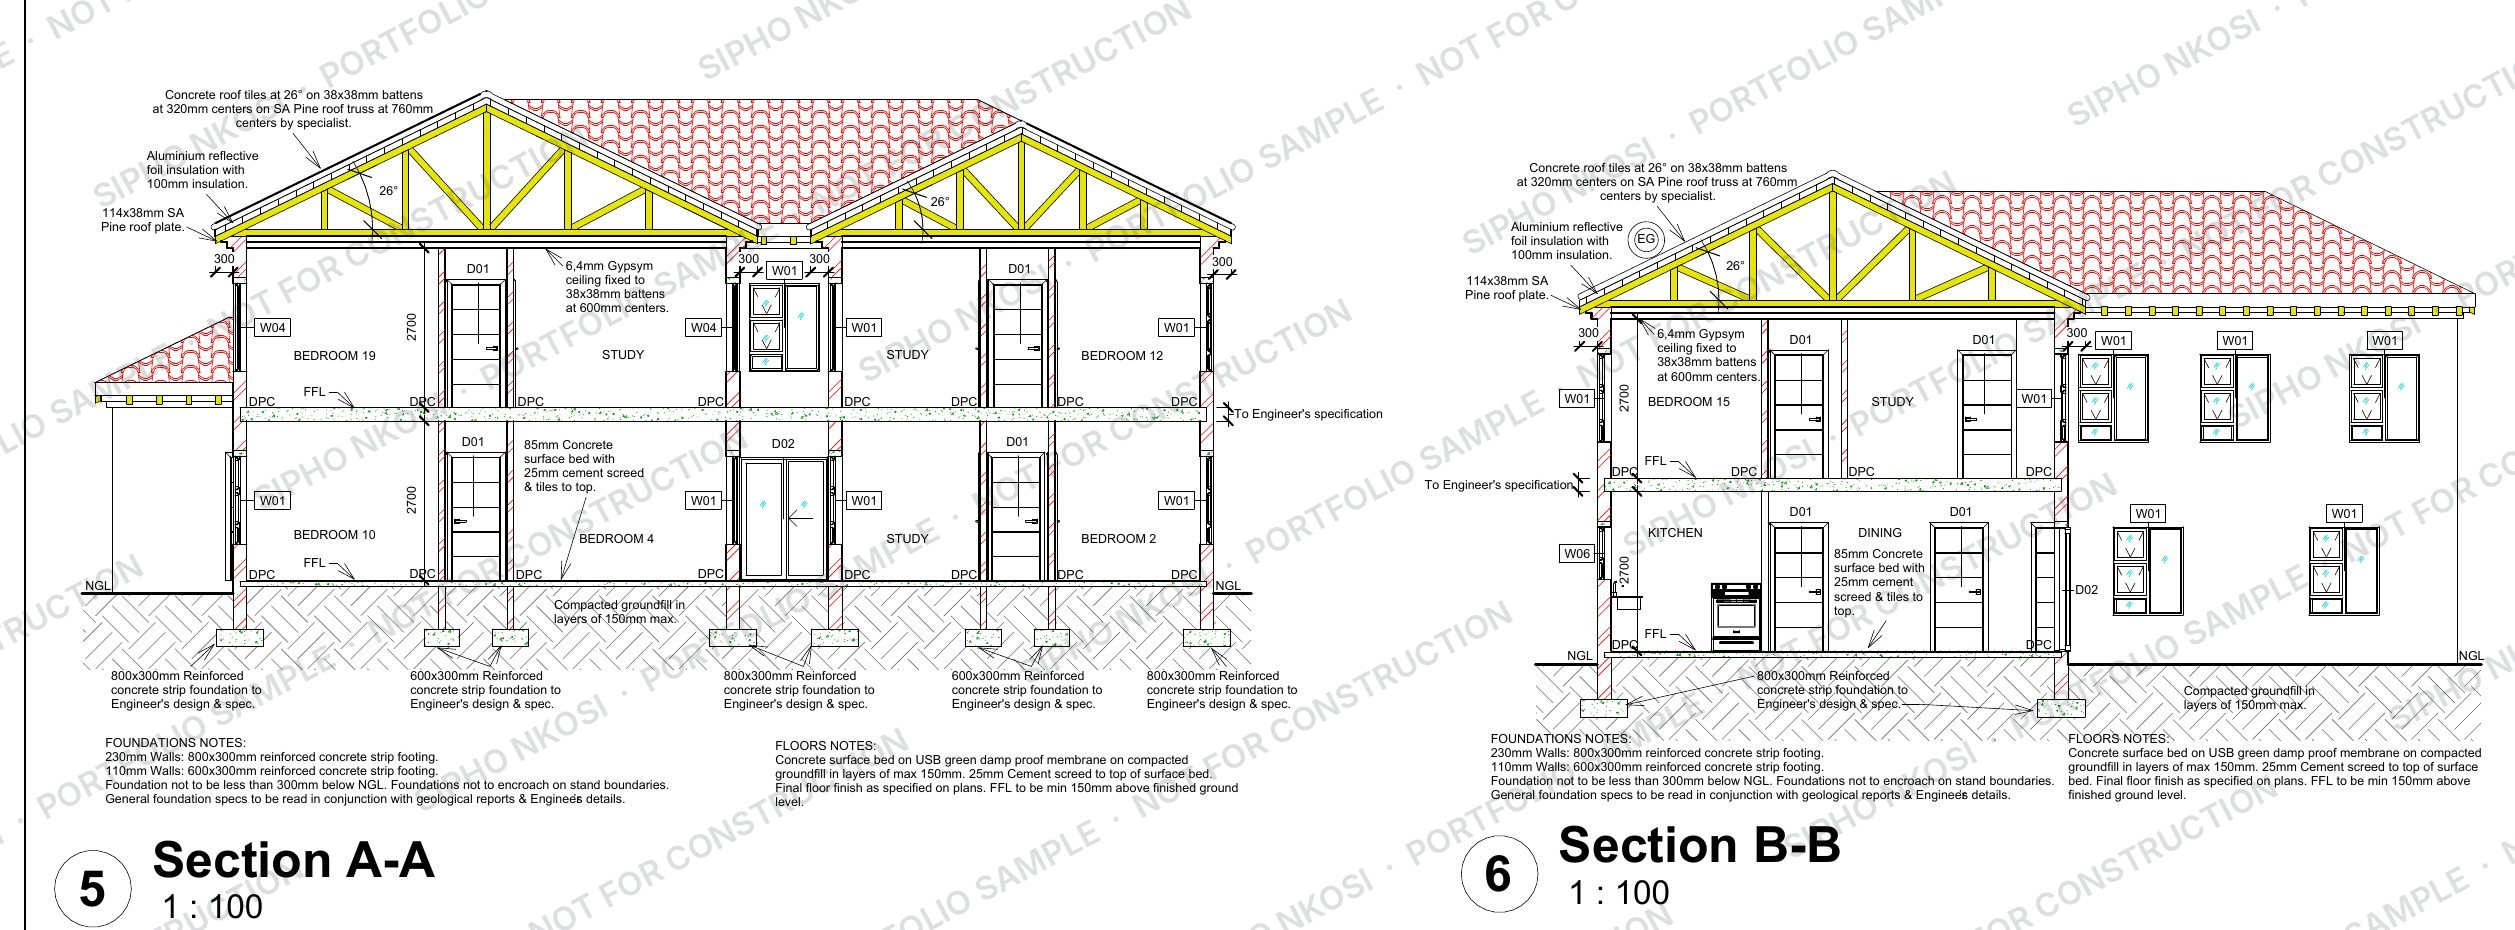 Concrete roof tiles at 26° on 38x38mm battens
at 320mm centers on SA Pine roof truss at 760mm
centers by specialist.
Aluminium reflective
foil insulation with
100mm insulation.
114x38mm SA
Pine roof plate.
26°
26°
300
300
300
300
W01
D01
D01
6,4mm Gypsym
ceiling fixed to
38x38mm battens
at 600mm centers.
W04
2700
W04
W01
W01
BEDROOM 19
STUDY
STUDY
BEDROOM 12
FFL
DPC
DPC
DPC
DPC
DPC
DPC
DPC
DPC
To Engineer's specification
D01
D02
D01
85mm Concrete
surface bed with
25mm cement screed
& tiles to top.
W01
2700
W01
W01
W01
BEDROOM 10
BEDROOM 4
STUDY
BEDROOM 2
FFL
DPC
DPC
DPC
DPC
DPC
DPC
DPC
DPC
NGL
NGL
Compacted groundfill in
layers of 150mm max.
800x300mm Reinforced
concrete strip foundation to
Engineer's design & spec.
600x300mm Reinforced
concrete strip foundation to
Engineer's design & spec.
800x300mm Reinforced
concrete strip foundation to
Engineer's design & spec.
600x300mm Reinforced
concrete strip foundation to
Engineer's design & spec.
800x300mm Reinforced
concrete strip foundation to
Engineer's design & spec.
FOUNDATIONS NOTES:
230mm Walls: 800x300mm reinforced concrete strip footing.
110mm Walls: 600x300mm reinforced concrete strip footing.
Foundation not to be less than 300mm below NGL. Foundations not to encroach on stand boundaries.
General foundation specs to be read in conjunction with geological reports & Engineer's details.
FLOORS NOTES:
Concrete surface bed on USB green damp proof membrane on compacted
groundfill in layers of max 150mm. 25mm Cement screed to top of surface bed.
Final floor finish as specified on plans. FFL to be min 150mm above finished ground
level.
5
Section A-A
1 : 100
Concrete roof tiles at 26° on 38x38mm battens
at 320mm centers on SA Pine roof truss at 760mm
centers by specialist.
Aluminium reflective
foil insulation with
100mm insulation.
EG
114x38mm SA
Pine roof plate.
26°
300
300
6,4mm Gypsym
ceiling fixed to
38x38mm battens
at 600mm centers.
D01
D01
W01
W01
W01
W01
2700
W01
BEDROOM 15
STUDY
FFL
DPC
DPC
DPC
DPC
To Engineer's specification
D01
D01
W01
W01
KITCHEN
DINING
W06
2700
85mm Concrete
surface bed with
25mm cement
screed & tiles to
top.
D02
FFL
DPC
DPC
NGL
NGL
800x300mm Reinforced
concrete strip foundation to
Engineer's design & spec.
Compacted groundfill in
layers of 150mm max.
FOUNDATIONS NOTES:
230mm Walls: 800x300mm reinforced concrete strip footing.
110mm Walls: 600x300mm reinforced concrete strip footing.
Foundation not to be less than 300mm below NGL. Foundations not to encroach on stand boundaries.
General foundation specs to be read in conjunction with geological reports & Engineer's details.
FLOORS NOTES:
Concrete surface bed on USB green damp proof membrane on compacted
groundfill in layers of max 150mm. 25mm Cement screed to top of surface
bed. Final floor finish as specified on plans. FFL to be min 150mm above
finished ground level.
6
Section B-B
1 : 100
SIPHO NKOSI · PORTFOLIO SAMPLE · NOT FOR CONSTRUCTION